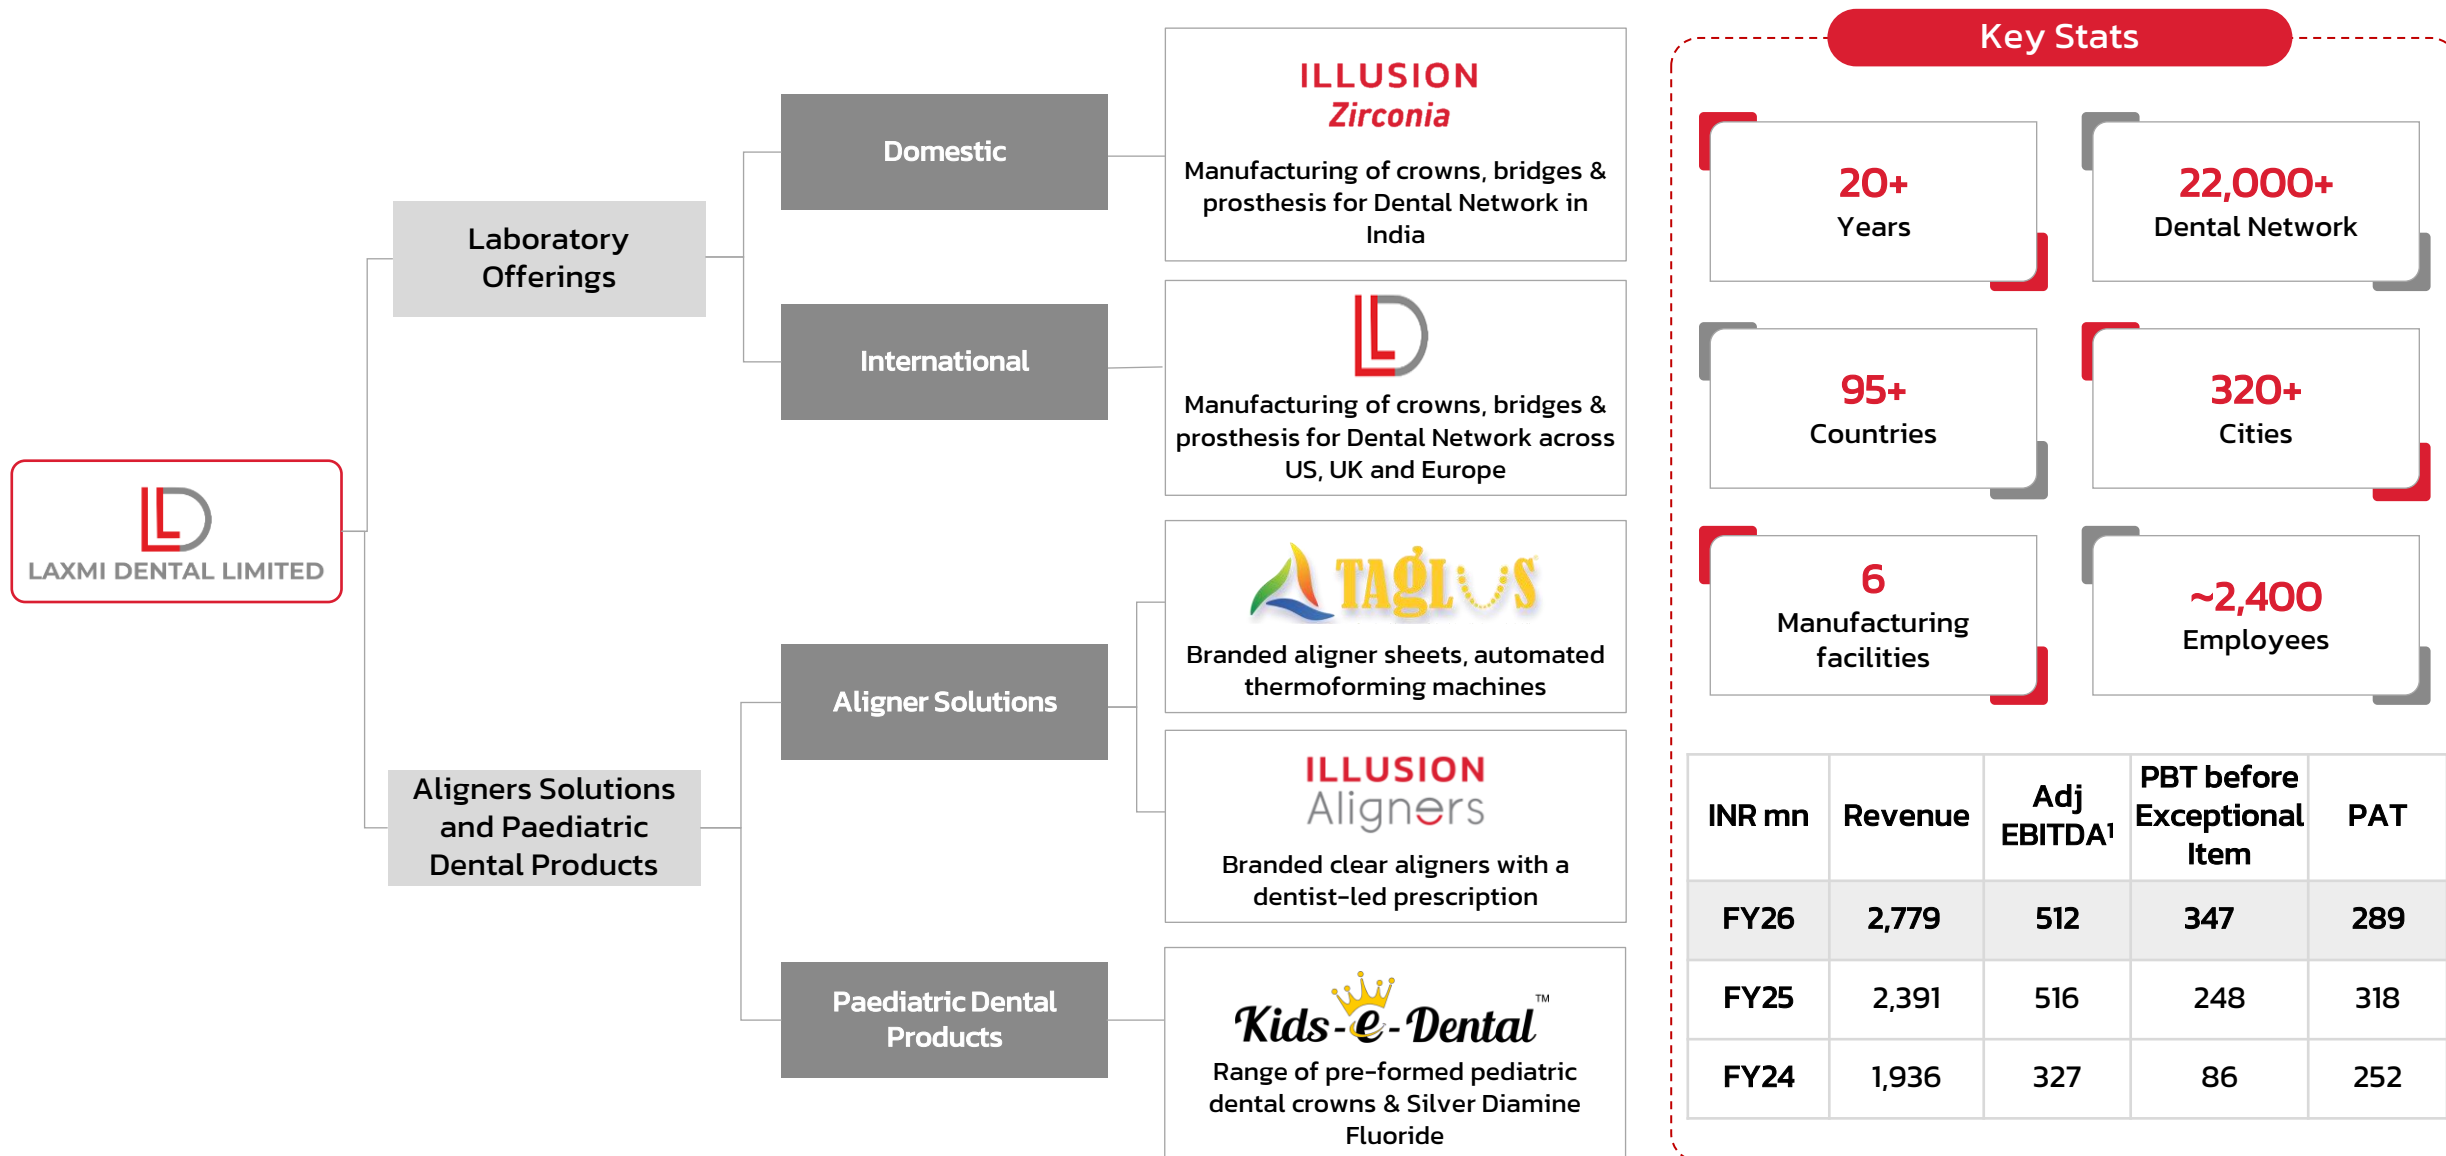 LAXMI DENTAL LIMITED
Laboratory
Offerings
Domestic
ILLUSION
Zirconia
Manufacturing of crowns, bridges &
prosthesis for Dental Network in
India
International
Manufacturing of crowns, bridges &
prosthesis for Dental Network across
US, UK and Europe
Aligners Solutions
and Paediatric
Dental Products
Aligner Solutions
TAGLUS
Branded aligner sheets, automated
thermoforming machines
ILLUSION
Aligners
Branded clear aligners with a
dentist-led prescription
Paediatric Dental
Products
Kids-e-Dental™
Range of pre-formed pediatric
dental crowns & Silver Diamine
Fluoride
Key Stats
20+
Years
22,000+
Dental Network
95+
Countries
320+
Cities
6
Manufacturing
facilities
~2,400
Employees
INR mn Revenue Adj EBITDA¹ PBT before Exceptional Item PAT
FY26 2,779 512 347 289
FY25 2,391 516 248 318
FY24 1,936 327 86 252